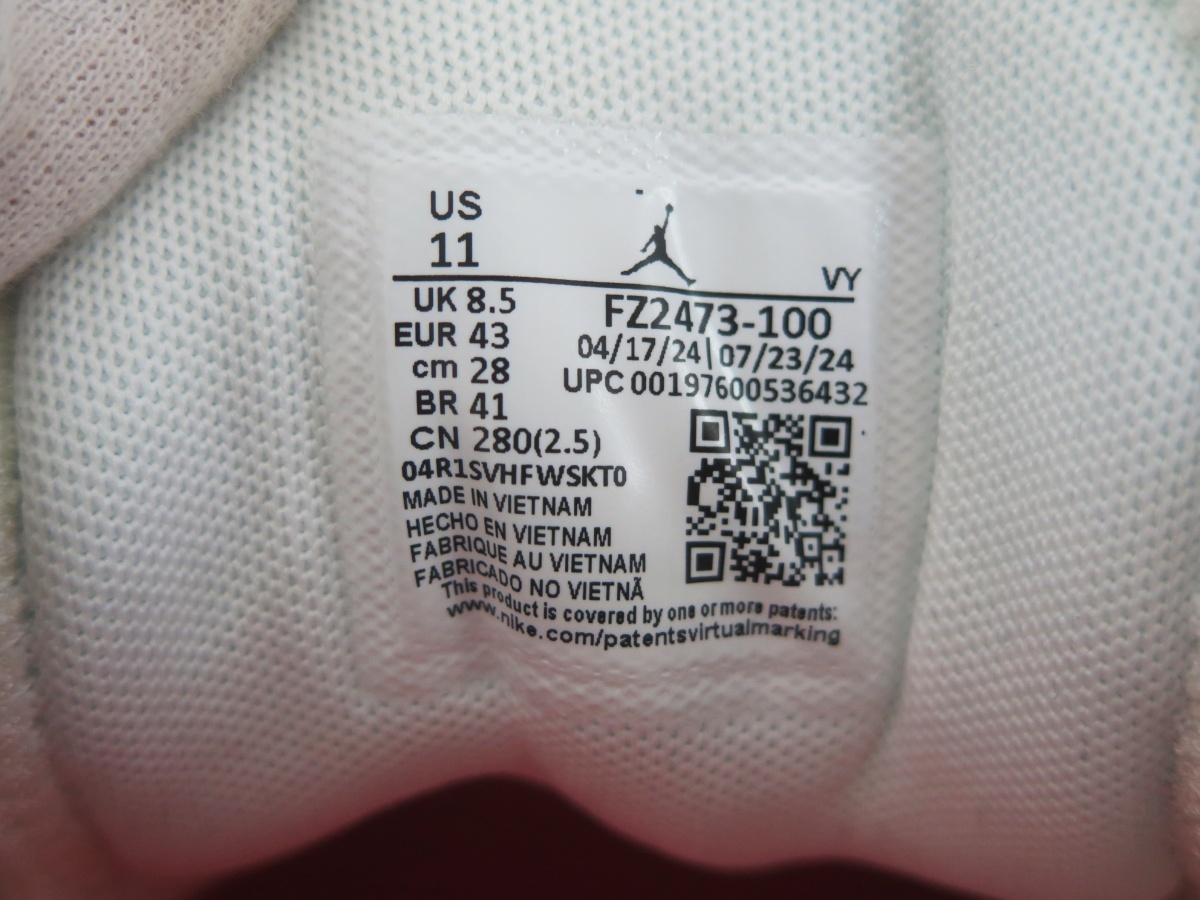 US
11
VY
UK 8.5
EUR 43
cm 28
BR 41
CN 280(2.5)
FZ2473-100
04/17/24|07/23/24
UPC 00197600536432
04R1SVHFWSKT0
MADE IN VIETNAM
HECHO EN VIETNAM
FABRIQUE AU VIETNAM
FABRICADO NO VIETNÃ
This product is covered by one or more patents:
www.nike.com/patentsvirtualmarking